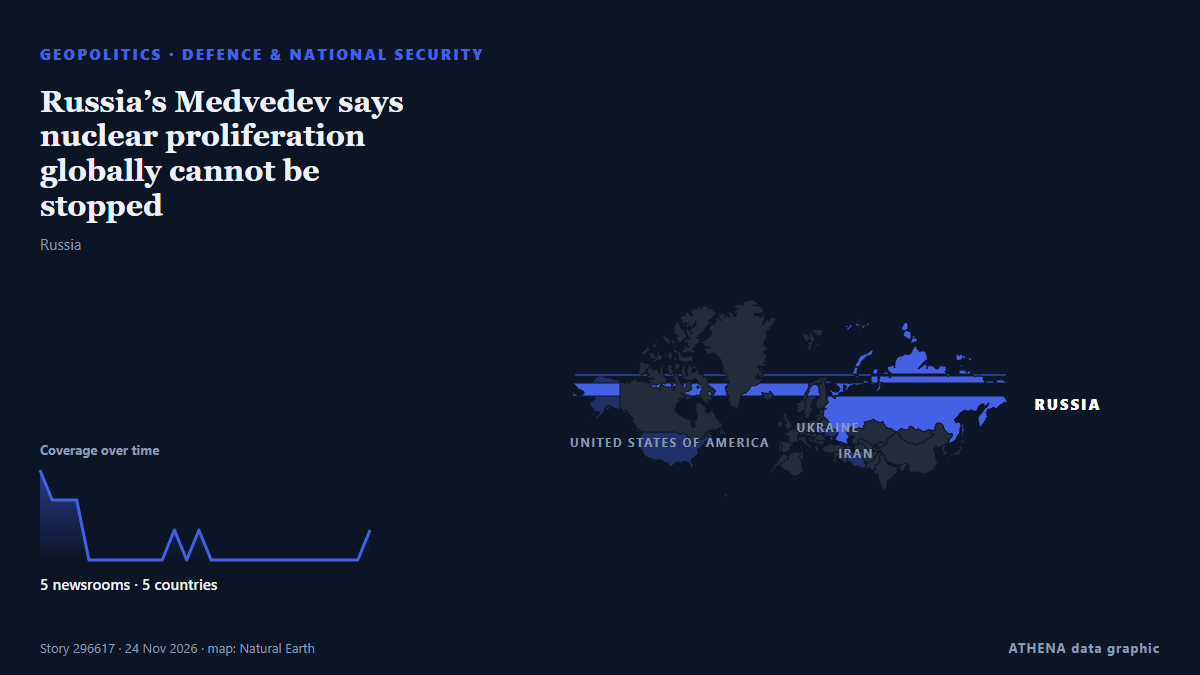 GEOPOLITICS · DEFENCE & NATIONAL SECURITY
Russia’s Medvedev says
nuclear proliferation
globally cannot be
stopped
Russia
RUSSIA
UKRAINE
UNITED STATES OF AMERICA
IRAN
Coverage over time
5 newsrooms · 5 countries
Story 296617 · 24 Nov 2026 · map: Natural Earth
ATHENA data graphic